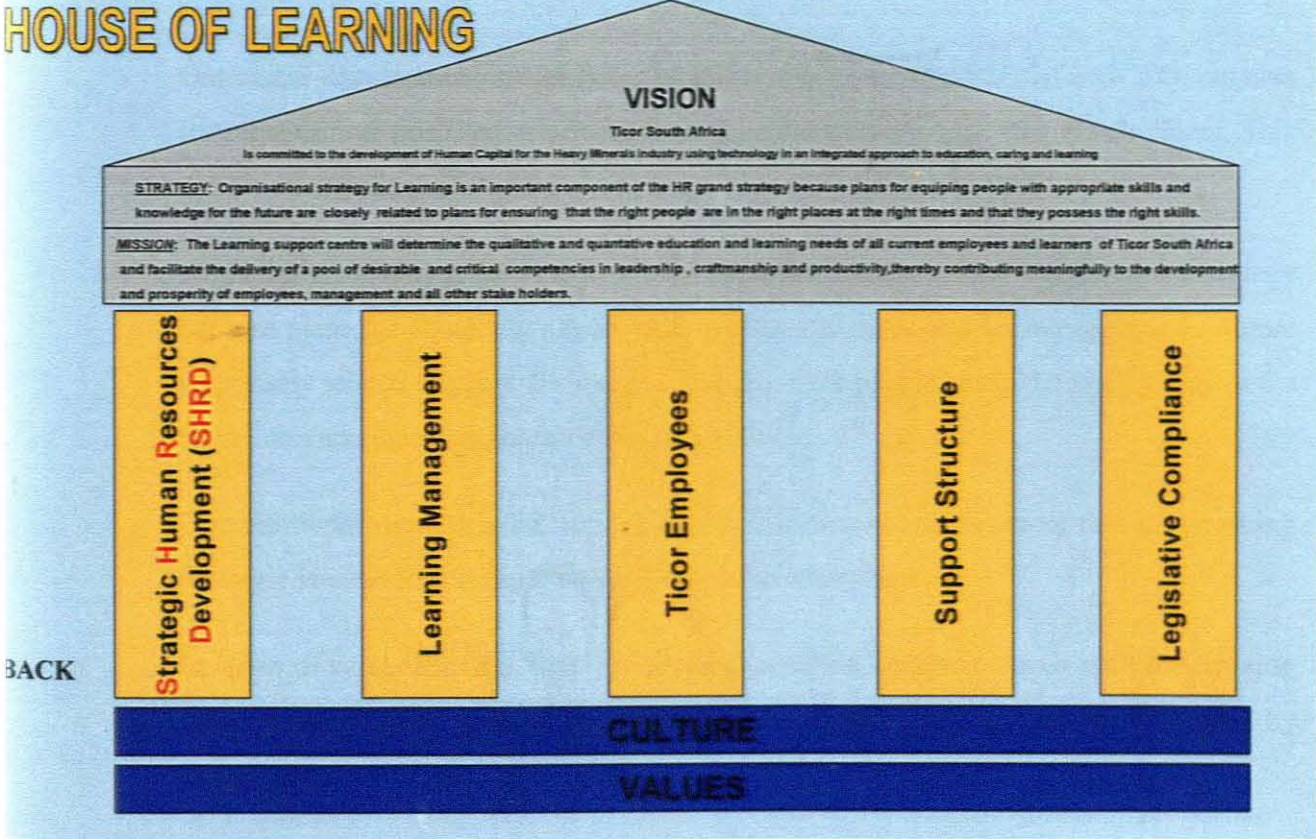 HOUSE OF LEARNING
VISION
Ticor South Africa
is committed to the development of Human Capital for the Heavy Minerals Industry using technology in an integrated approach to education, caring and learning
STRATEGY: Organisational strategy for Learning is an important component of the HR grand strategy because plans for equiping people with appropriate skills and
knowledge for the future are closely related to plans for ensuring that the right people are in the right places at the right times and that they possess the right skills.
MISSION: The Learning support centre will determine the qualitative and quantative education and learning needs of all current employees and learners of Ticor South Africa
and facilitate the delivery of a pool of desirable and critical competencies in leadership , craftmanship and productivity,thereby contributing meaningfully to the development
and prosperity of employees, management and all other stake holders.
Strategic Human Resources
Development (SHRD)
Learning Management
Ticor Employees
Support Structure
Legislative Compliance
BACK
CULTURE
VALUES